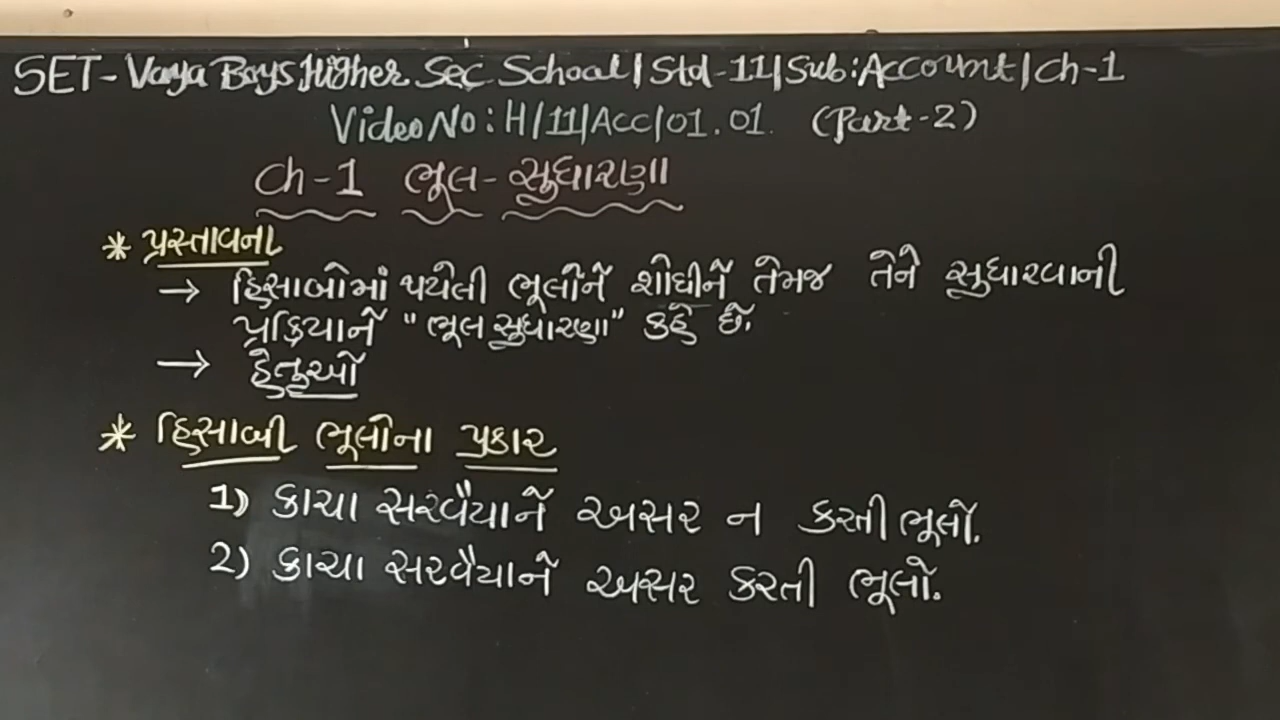 SET- Varya Boys Higher Sec School / Std-11 / Sub: Account / Ch-1
Video No: H/11/Acc/01.01. (Part-2)
Ch-1 ભૂલ-સુધારણા
* પ્રસ્તાવના
→ હિસાબોમાં થયેલી ભૂલોને શોધીને તેમજ તેને સુધારવાની
પ્રક્રિયાને "ભૂલ સુધારણા" કહે છે.
→ હેતુઓ
* હિસાબી ભૂલોના પ્રકાર
1) કાચા સરવૈયાને અસર ન કરતી ભૂલો.
2) કાચા સરવૈયાને અસર કરતી ભૂલો.